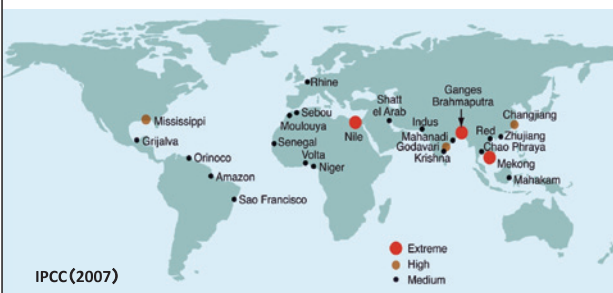 Rhine
Ganges
Brahmaputra
Shatt
el Arab
Changjiang
Mississippi
Sebou
Indus
Moulouya
Nile
Mahanadi
Red
Zhujiang
Grijalva
Senegal
Godavari
Chao Phraya
Krishna
Orinoco
Volta
Mekong
Niger
Amazon
Mahakam
Sao Francisco
Extreme
High
Medium
IPCC(2007)